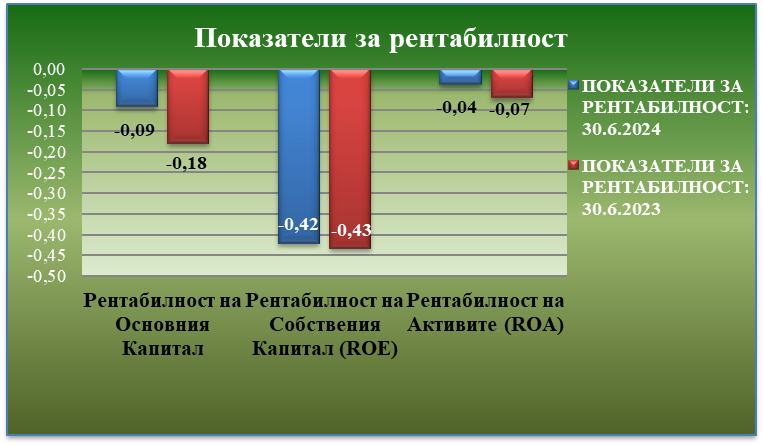 Показатели за рентабилност
0,00
-0,05
-0,10
-0,15
-0,20
-0,25
-0,30
-0,35
-0,40
-0,45
-0,50
-0,09
-0,18
-0,42
-0,43
-0,04
-0,07
Рентабилност на
Основния
Капитал
Рентабилност на
Собствения
Капитал (ROE)
Рентабилност на
Активите (ROA)
ПОКАЗАТЕЛИ ЗА
РЕНТАБИЛНОСТ:
30.6.2024
ПОКАЗАТЕЛИ ЗА
РЕНТАБИЛНОСТ:
30.6.2023